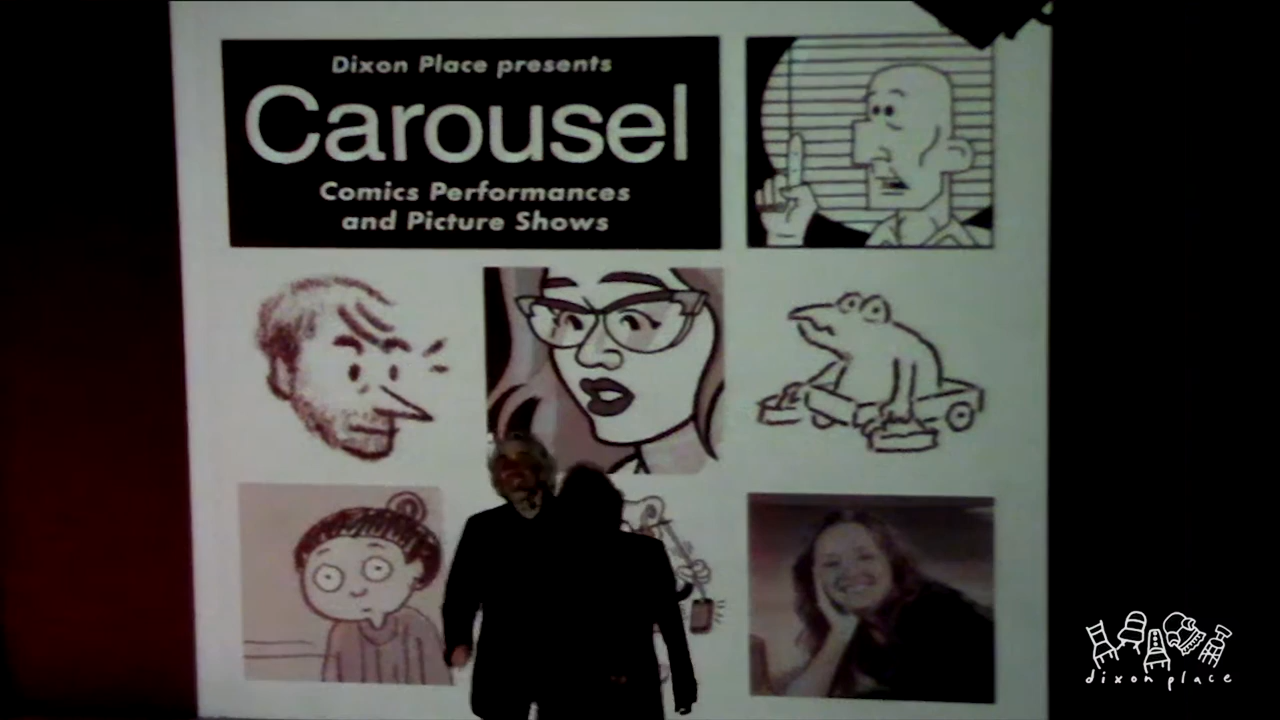 Dixon Place presents
Carousel
Comics Performances
and Picture Shows
dixon place